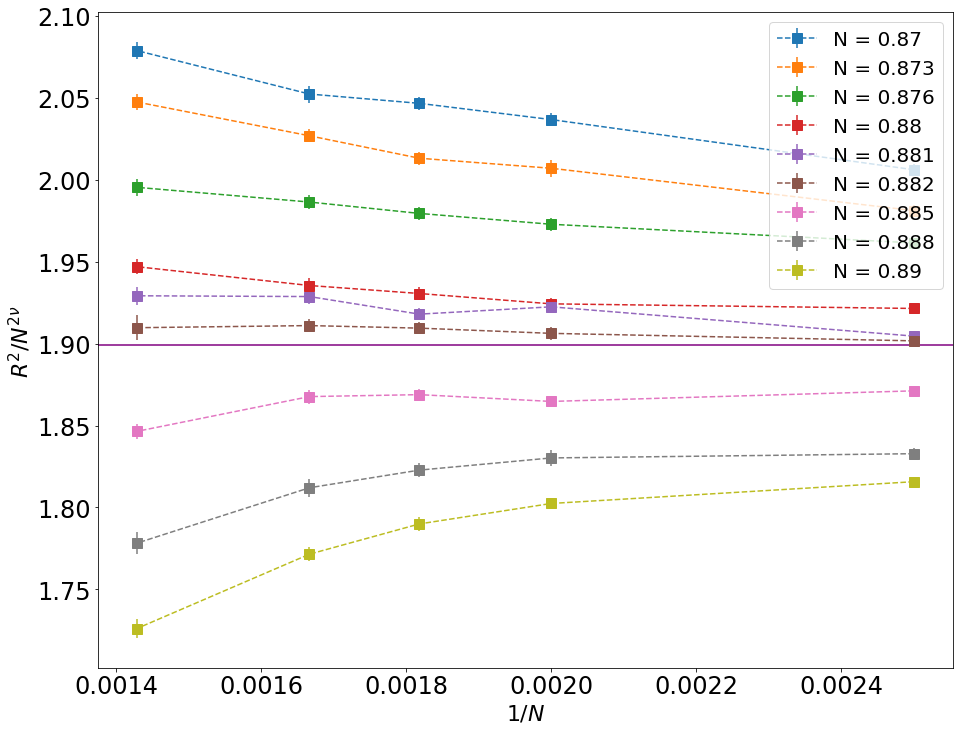 2.10
2.05
2.00
1.95
1.90
1.85
1.80
1.75
R²/N²ᵛ
N = 0.87
N = 0.873
N = 0.876
N = 0.88
N = 0.881
N = 0.882
N = 0.885
N = 0.888
N = 0.89
0.0014 0.0016 0.0018 0.0020 0.0022 0.0024
1/N